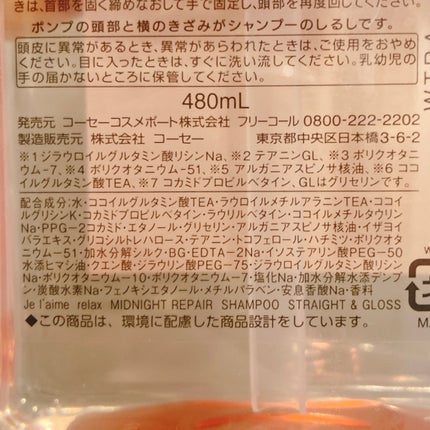 きは、首部を固く締めなおして手で固定し、頭部を再度回してください。
ポンプの頭部と横のきざみがシャンプーのしるしです。
頭皮に異常があるとき、異常があらわれたときは、ご使用をおやめ
ください。目に入ったときは、すぐに洗い流してください。乳幼児の
手の届かないところに保管してください。
480mL
発売元 コーセーコスメポート株式会社 フリーコール 0800-222-2202
製造販売元 株式会社 コーセー 東京都中央区日本橋3-6-2
※1ジラウロイルグルタミン酸リシンNa、※2 テアニンGL、※3 ポリクオタニ
ウム-7、※4 ポリクオタニウム-51、※5 アルガニアスピノサ核油、※6 ココ
イルグルタミン酸TEA、※7 コカミドプロピルベタイン、GLはグリセリンです。
配合成分:水・ココイルグルタミン酸TEA・ラウロイルメチルアラニンTEA・ココイ
ルグリシンK・コカミドプロピルベタイン・ラウリルベタイン・ココイルメチルタウリン
Na・PPG-2コカミド・エタノール・グリセリン・アルガニアスピノサ核油・イザヨイ
バラエキス・グリコシルトレハロース・テアニン・トコフェロール・ハチミツ・ポリクオタ
ニウム-51・加水分解シルク・BG・EDTA-2Na・イソステアリン酸PEG-50
水添ヒマシ油・クエン酸・ジステアリン酸PEG-75・ジラウロイルグルタミン酸リシン
Na・ポリクオタニウム-10・ポリクオタニウム-7・塩化Na・加水分解水添デンプ
ン・炭酸水素Na・フェノキシエタノール・メチルパラベン・安息香酸Na・香料
Je l'aime relax MIDNIGHT REPAIR SHAMPOO STRAIGHT & GLOSS
◆この商品は、環境に配慮した商品設計をしています。